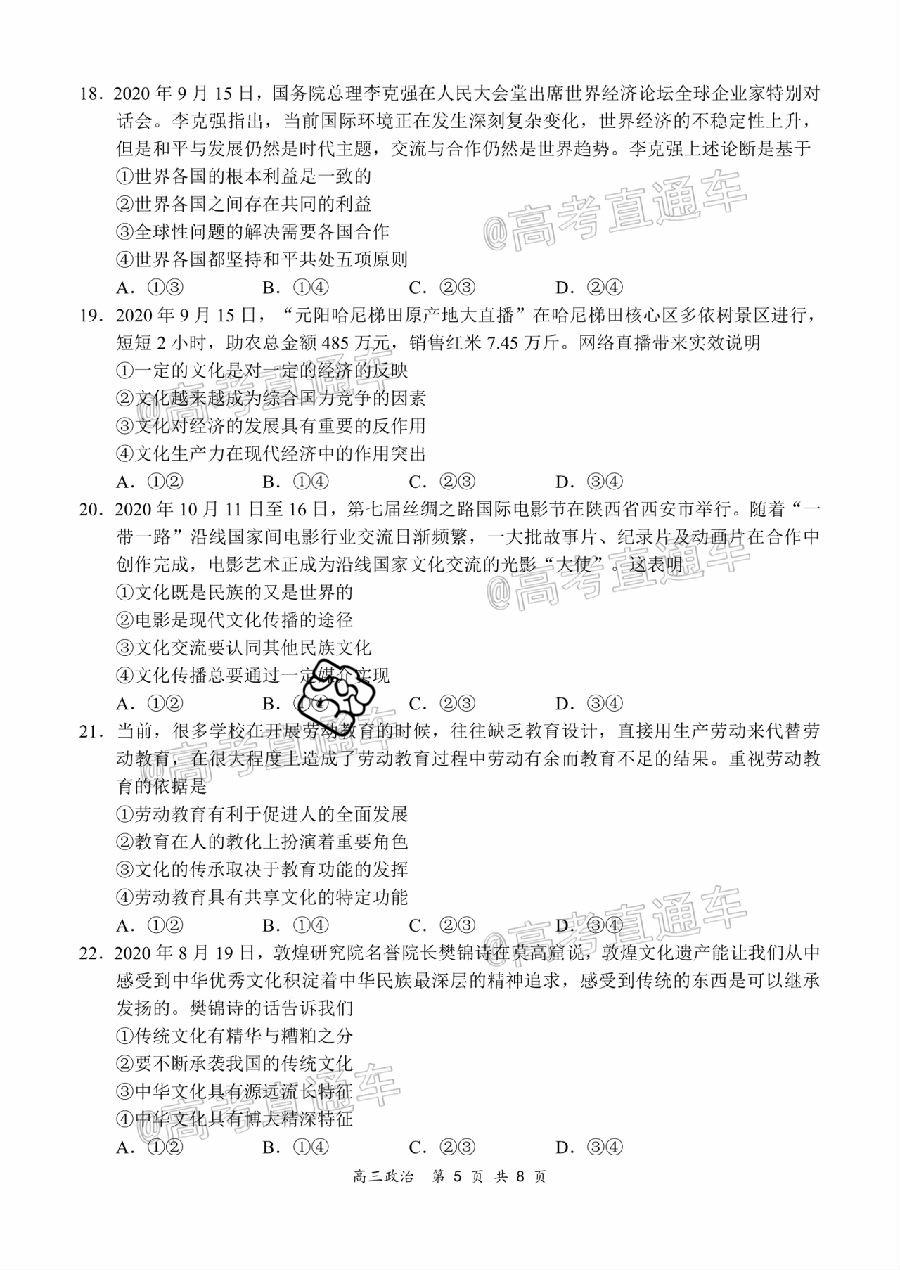 18．2020 年 9 月 15 日，国务院总理李克强在人民大会堂出席世界经济论坛全球企业家特别对
话会。李克强指出，当前国际环境正在发生深刻复杂变化，世界经济的不稳定性上升，
但是和平与发展仍然是时代主题，交流与合作仍然是世界趋势。李克强上述论断是基于
①世界各国的根本利益是一致的
②世界各国之间存在共同的利益
③全球性问题的解决需要各国合作
④世界各国都坚持和平共处五项原则
A．①③ B．①④ C．②③ D．②④
19．2020 年 9 月 15 日，“元阳哈尼梯田原产地大直播”在哈尼梯田核心区多依树景区进行，
短短 2 小时，助农总金额 485 万元，销售红米 7.45 万斤。网络直播带来实效说明
①一定的文化是对一定的经济的反映
②文化越来越成为综合国力竞争的因素
③文化对经济的发展具有重要的反作用
④文化生产力在现代经济中的作用突出
A．①② B．①④ C．②③ D．③④
20．2020 年 10 月 11 日至 16 日，第七届丝绸之路国际电影节在陕西省西安市举行。随着“一
带一路”沿线国家间电影行业交流日渐频繁，一大批故事片、纪录片及动画片在合作中
创作完成，电影艺术正成为沿线国家文化交流的光影“大使”。这表明
①文化既是民族的又是世界的
②电影是现代文化传播的途径
③文化交流要认同其他民族文化
④文化传播总要通过一定媒介实现
A．①② B．①④ C．②③ D．③④
21．当前，很多学校在开展劳动教育的时候，往往缺乏教育设计，直接用生产劳动来代替劳
动教育，在很大程度上造成了劳动教育过程中劳动有余而教育不足的结果。重视劳动教
育的依据是
①劳动教育有利于促进人的全面发展
②教育在人的教化上扮演着重要角色
③文化的传承取决于教育功能的发挥
④劳动教育具有共享文化的特定功能
A．①② B．①④ C．②③ D．③④
22．2020 年 8 月 19 日，敦煌研究院名誉院长樊锦诗在莫高窟说，敦煌文化遗产能让我们从中
感受到中华优秀文化积淀着中华民族最深层的精神追求，感受到传统的东西是可以继承
发扬的。樊锦诗的话告诉我们
①传统文化有精华与糟粕之分
②要不断承袭我国的传统文化
③中华文化具有源远流长特征
④中华文化具有博大精深特征
A．①② B．①④ C．②③ D．③④
高三政治 第 5 页 共 8 页
@高考直通车
@高考直通车
@高考直通车
@高考直通车
@高考直通车
@高考直通车